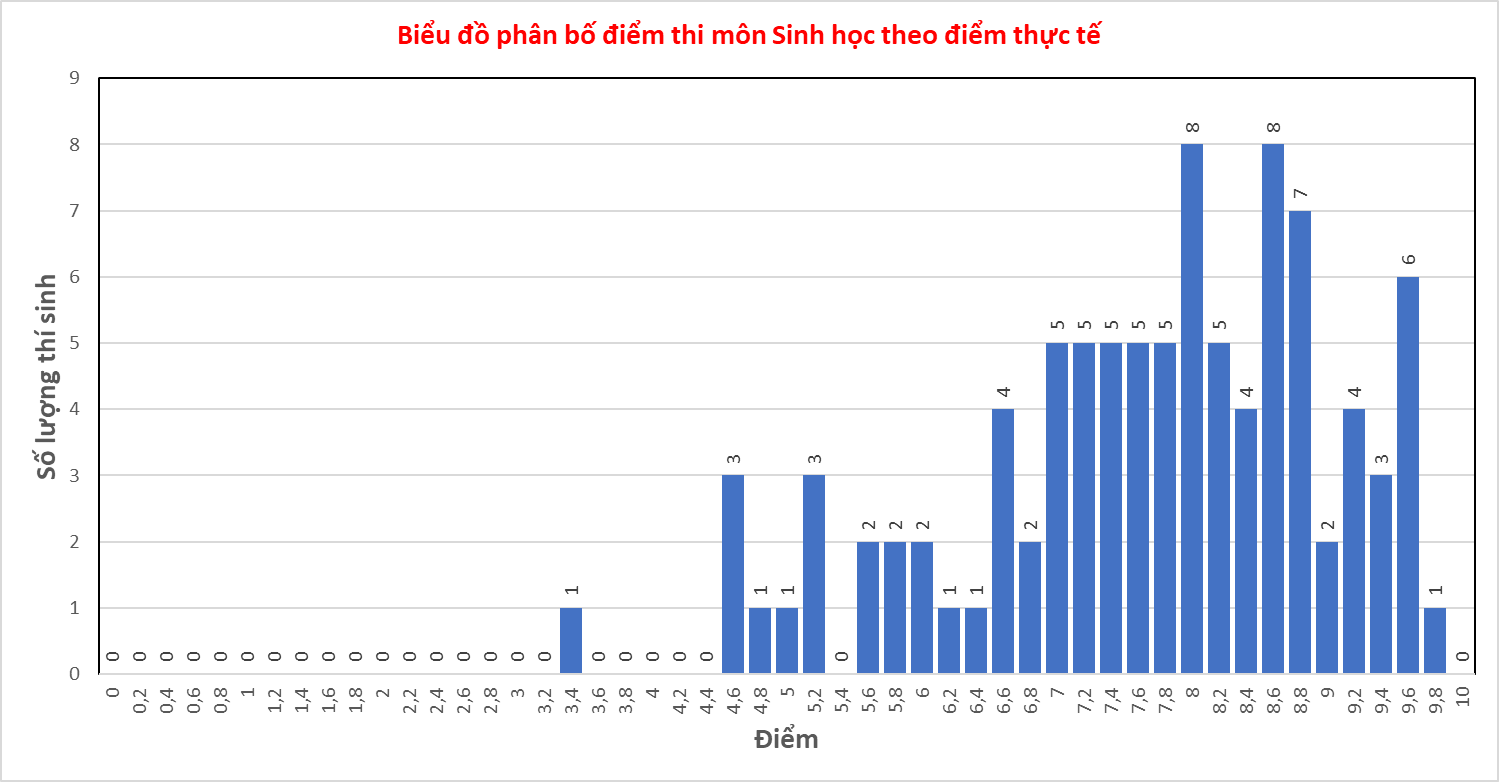 Biểu đồ phân bố điểm thi môn Sinh học theo điểm thực tế
Số lượng thí sinh
9
8
7
6
5
4
3
2
1
0
0 0 0 0 0 0 0 0 0 0 0 0 0 0 0 0 0 1 0 0 0 0 0 3 1 1 3 0 2 2 2 1 1 4 2 5 5 5 5 5 8 5 4 8 7 2 4 3 6 1 0
0 0,2 0,4 0,6 0,8 1 1,2 1,4 1,6 1,8 2 2,2 2,4 2,6 2,8 3 3,2 3,4 3,6 3,8 4 4,2 4,4 4,6 4,8 5 5,2 5,4 5,6 5,8 6 6,2 6,4 6,6 6,8 7 7,2 7,4 7,6 7,8 8 8,2 8,4 8,6 8,8 9 9,2 9,4 9,6 9,8 10
Điểm